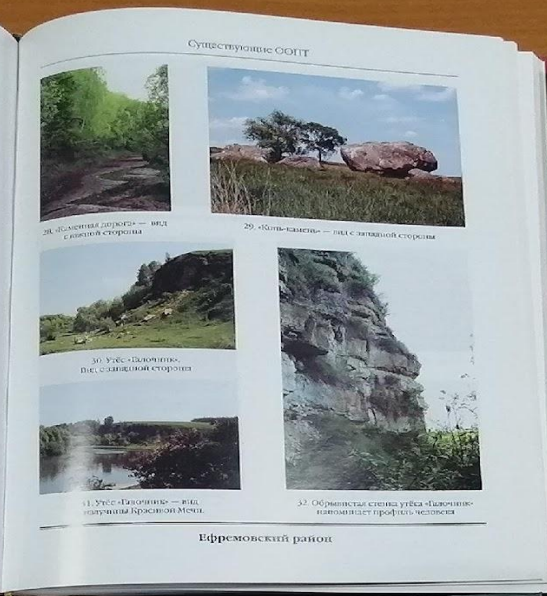 Существующие ООПТ
28. «Каменная дорога» — вид
с южной стороны
29. «Конь-камень» — вид с западной стороны
30. Утёс «Галочник».
Вид с западной стороны
31. Утёс «Галочник» — вид
излучины Красивой Мечи.
32. Обрывистая стенка утёса «Галочник»
напоминает профиль человека
Ефремовский район